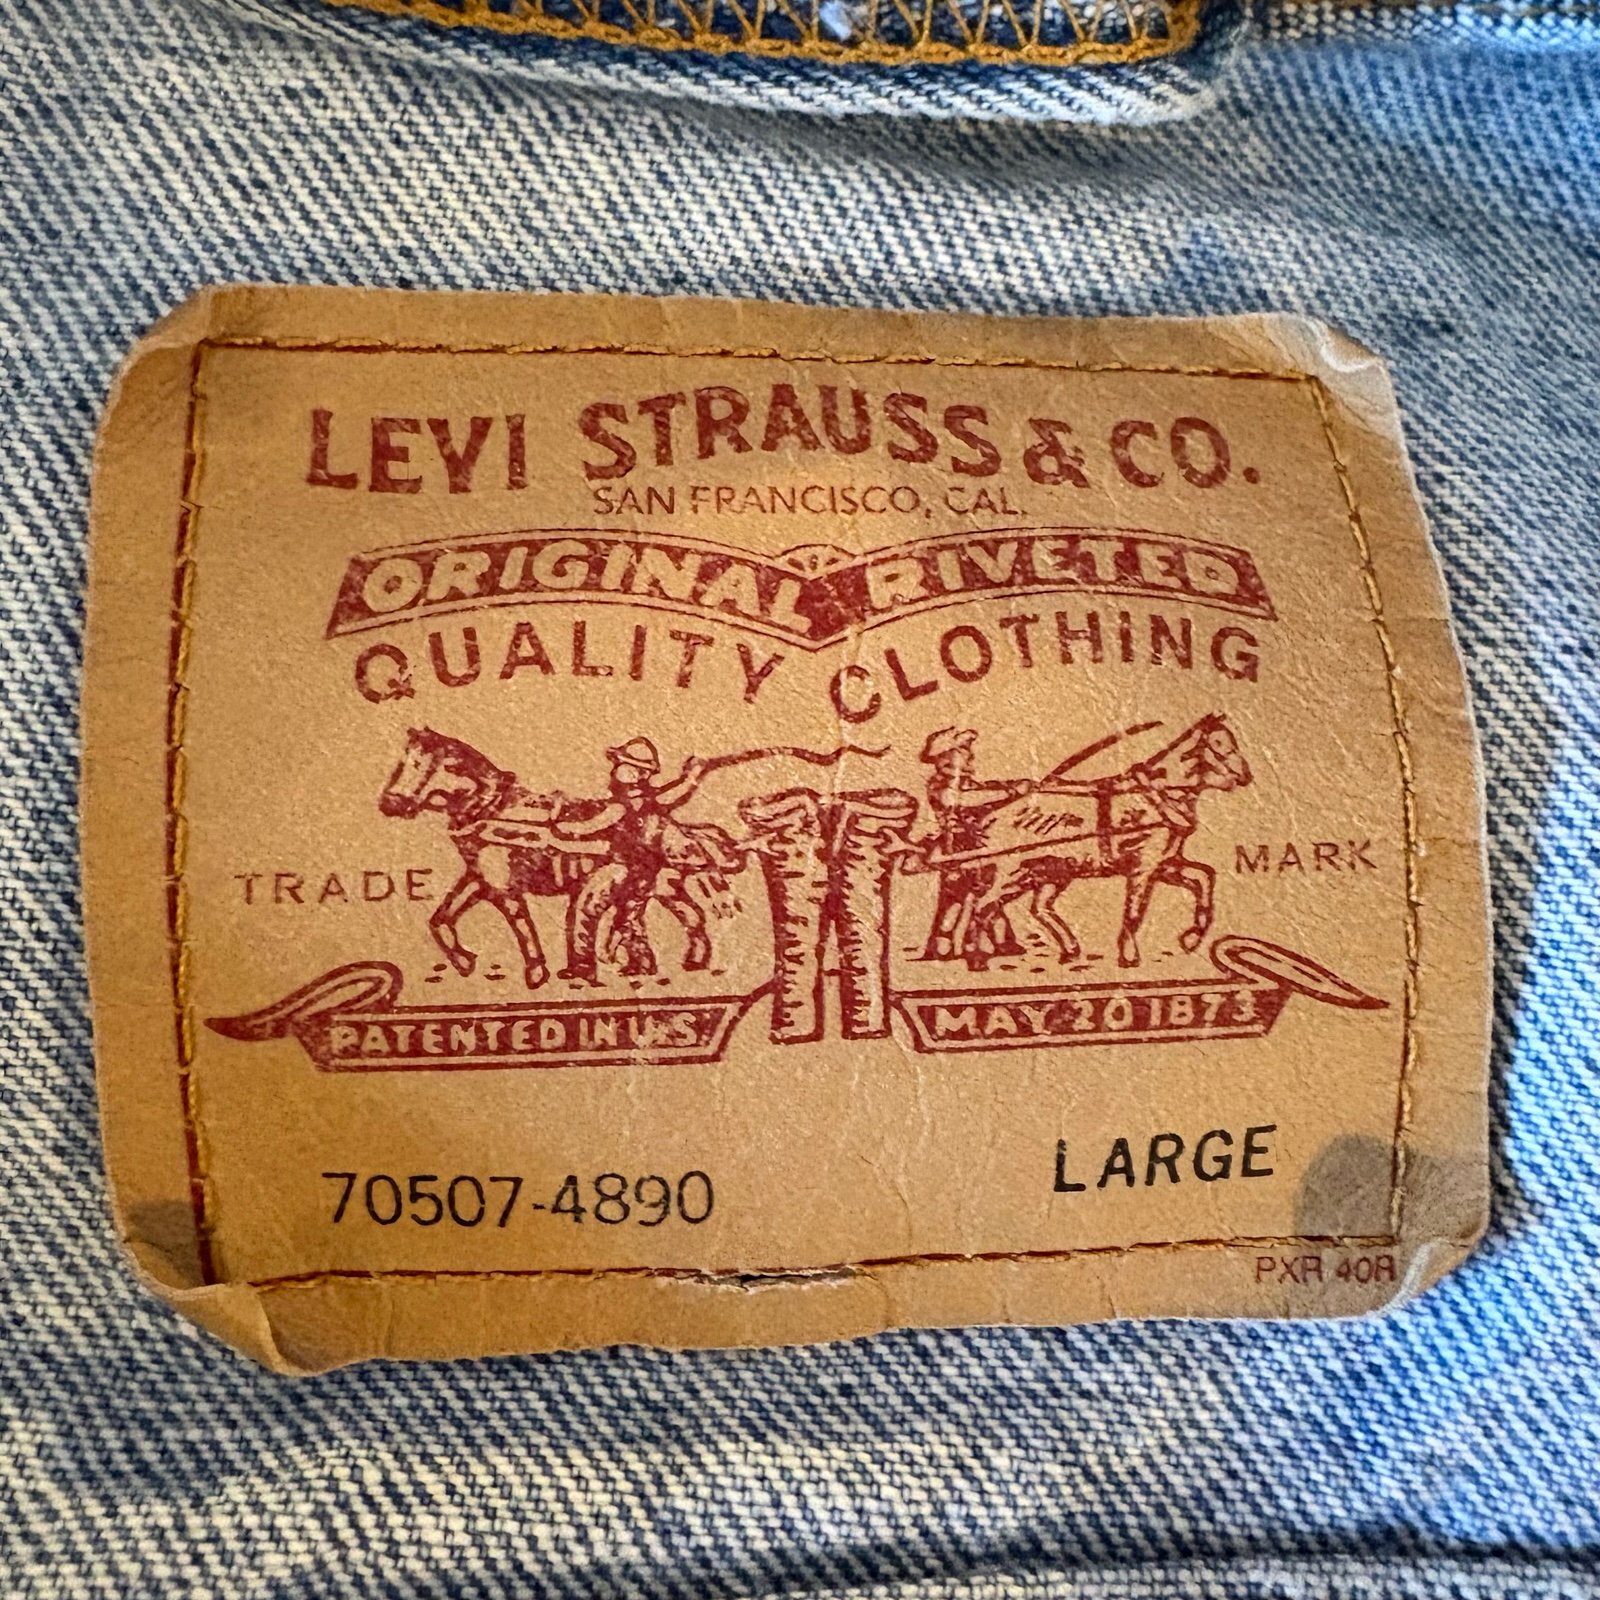 LEVI STRAUSS & CO.
SAN FRANCISCO, CAL.
ORIGINAL RIVETED
QUALITY CLOTHING
TRADE MARK
PATENTED IN U.S. MAY 20 1873
LARGE
70507-4890
PXR 40R